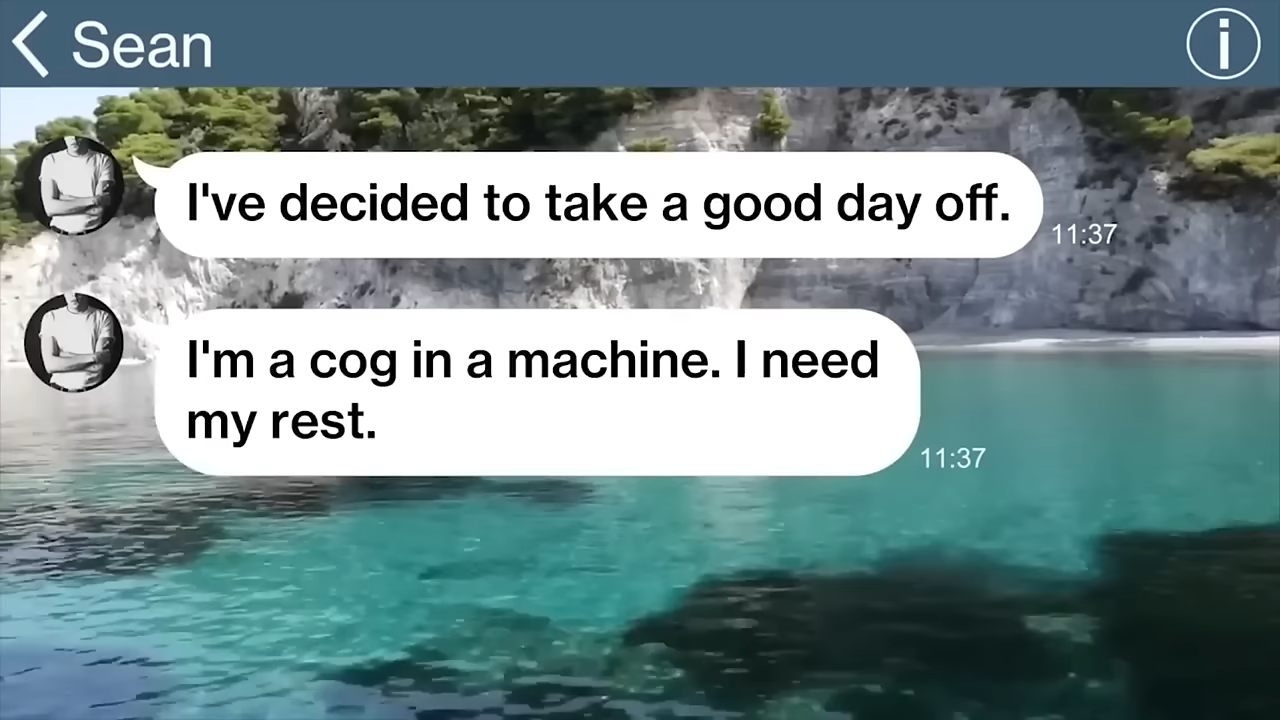 Sean
I've decided to take a good day off.
11:37
I'm a cog in a machine. I need
my rest.
11:37